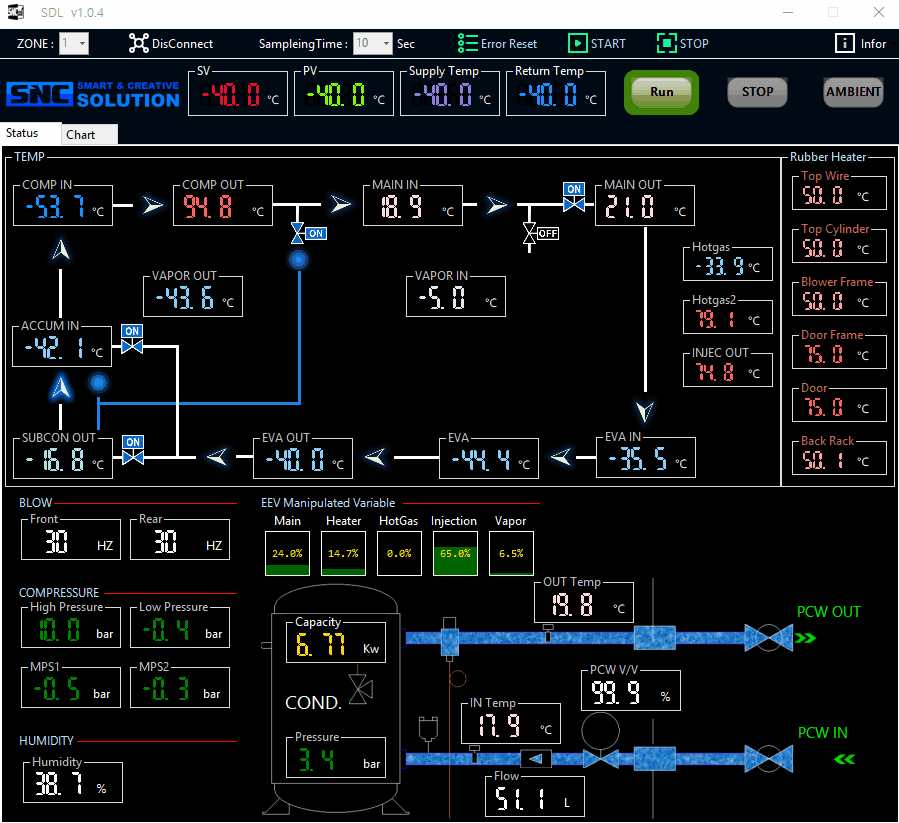 SDL v1.0.4
ZONE : 1 DisConnect SampleingTime : 10 Sec Error Reset START STOP Infor
SNC SMART & CREATIVE SOLUTION
SV -40.0 ℃ PV -40.0 ℃ Supply Temp -40.0 ℃ Return Temp -40.0 ℃ Run STOP AMBIENT
Status Chart
TEMP
COMP IN -53.7 ℃
COMP OUT 94.8 ℃
MAIN IN 18.9 ℃
ON
MAIN OUT 21.0 ℃
ON
OFF
VAPOR OUT -43.6 ℃
VAPOR IN -5.0 ℃
Hotgas -33.9 ℃
Hotgas2 79.1 ℃
INJEC OUT 74.8 ℃
ACCUM IN -42.1 ℃
ON
SUBCON OUT -16.8 ℃
ON
EVA OUT -40.0 ℃
EVA -44.4 ℃
EVA IN -35.5 ℃
Rubber Heater
Top Wire 50.0 ℃
Top Cylinder 50.0 ℃
Blower Frame 50.0 ℃
Door Frame 75.0 ℃
Door 75.0 ℃
Back Rack 50.1 ℃
BLOW
Front 30 HZ
Rear 30 HZ
COMPRESSURE
High Pressure 10.0 bar
Low Pressure -0.4 bar
MPS1 -0.5 bar
MPS2 -0.3 bar
HUMIDITY
Humidity 38.7 %
EEV Manipulated Variable
Main Heater HotGas Injection Vapor
24.0% 14.7% 0.0% 65.0% 6.5%
Capacity 6.77 Kw
COND.
Pressure 3.4 bar
OUT Temp 19.8 ℃
PCW OUT
PCW V/V 99.9 %
IN Temp 17.9 ℃
PCW IN
Flow 51.1 L